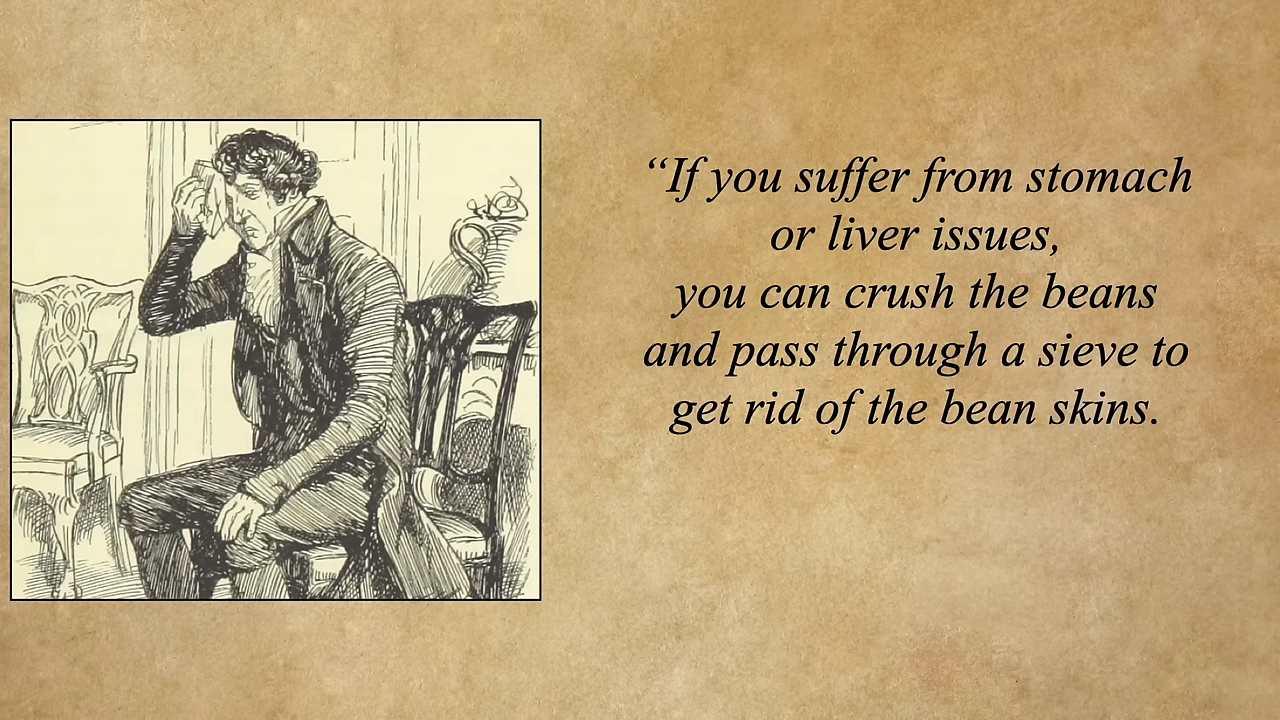 “If you suffer from stomach
or liver issues,
you can crush the beans
and pass through a sieve to
get rid of the bean skins.